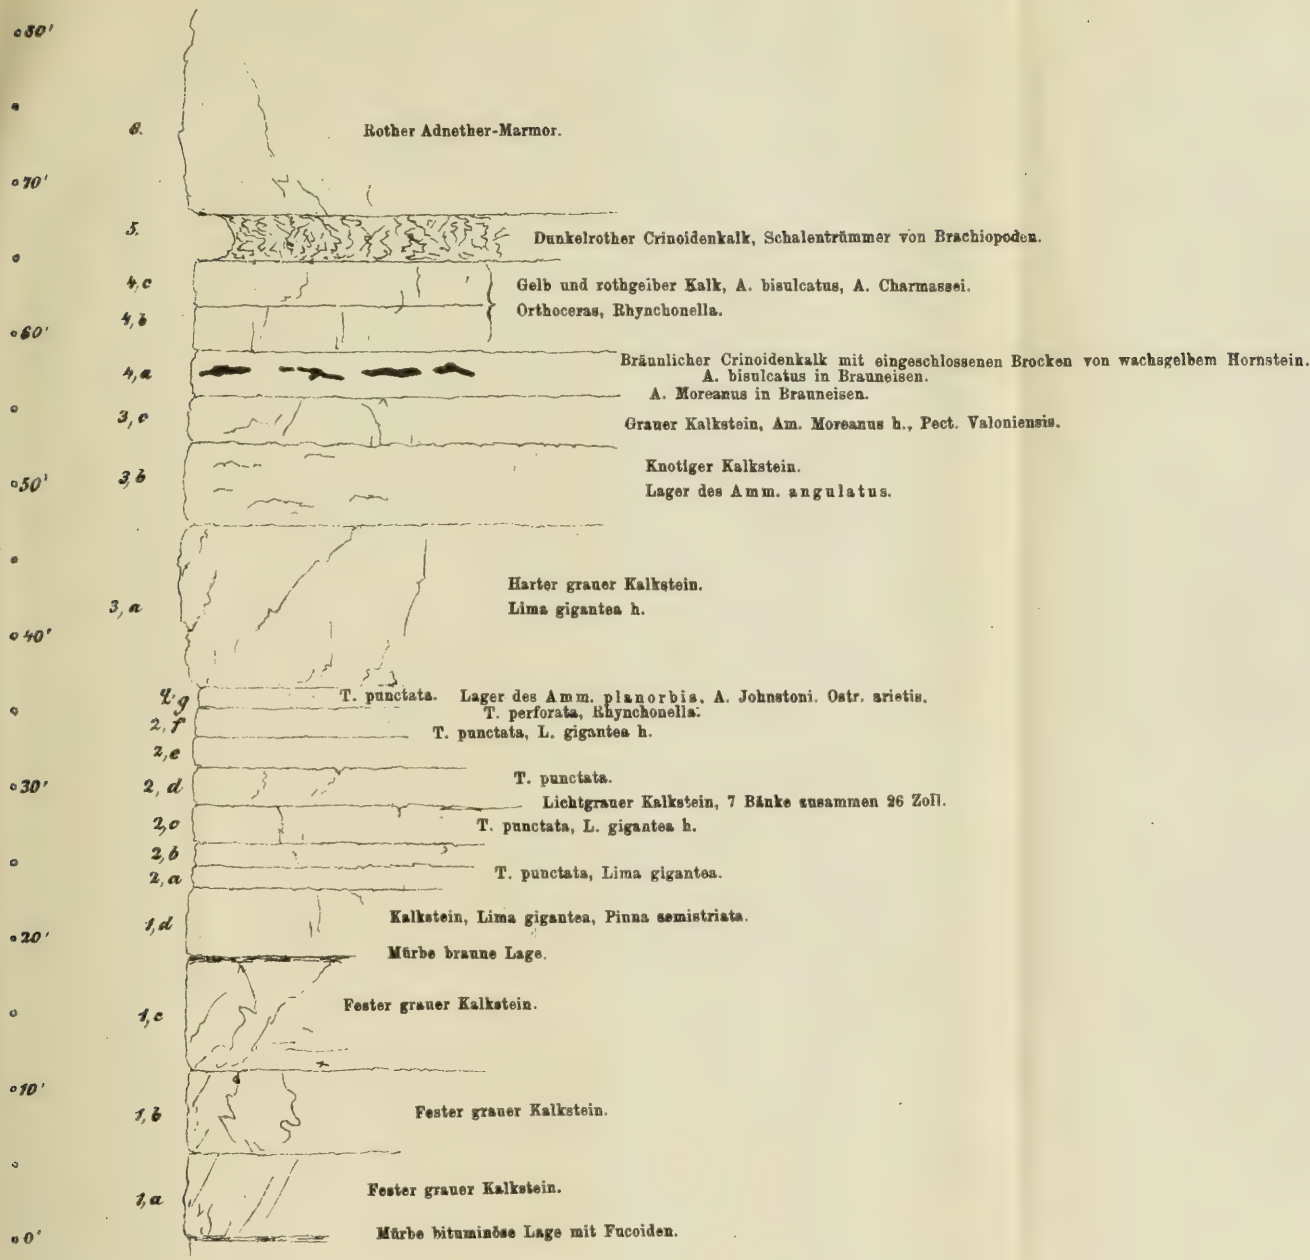 80'
6. Rother Adnether-Marmor.
70'
5. Dunkelrother Crinoidenkalk, Schalentrümmer von Brachiopoden.
4,c Gelb und rothgelber Kalk, A. bisulcatus, A. Charmassei.
4,b Orthoceras, Rhynchonella.
60'
Bräunlicher Crinoidenkalk mit eingeschlossenen Brocken von wachsgelbem Hornstein.
4,a A. bisulcatus in Brauneisen.
A. Moreanus in Brauneisen.
3,c Grauer Kalkstein, Am. Moreanus h., Pect. Valoniensis.
3,b Knotiger Kalkstein.
50' Lager des Amm. angulatus.
Harter grauer Kalkstein.
3,a Lima gigantea h.
40'
2,g T. punctata. Lager des Amm. planorbis, A. Johnstoni. Ostr. arietis.
T. perforata, Rhynchonella.
2,f T. punctata, L. gigantea h.
2,e
30' 2,d T. punctata.
Lichtgrauer Kalkstein, 7 Bänke zusammen 26 Zoll.
2,c T. punctata, L. gigantea h.
2,b
2,a T. punctata, Lima gigantea.
1,d Kalkstein, Lima gigantea, Pinna semistriata.
20'
Mürbe braune Lage.
1,c Fester grauer Kalkstein.
10'
1,b Fester grauer Kalkstein.
1,a Fester grauer Kalkstein.
0' Mürbe bituminöse Lage mit Fucoiden.